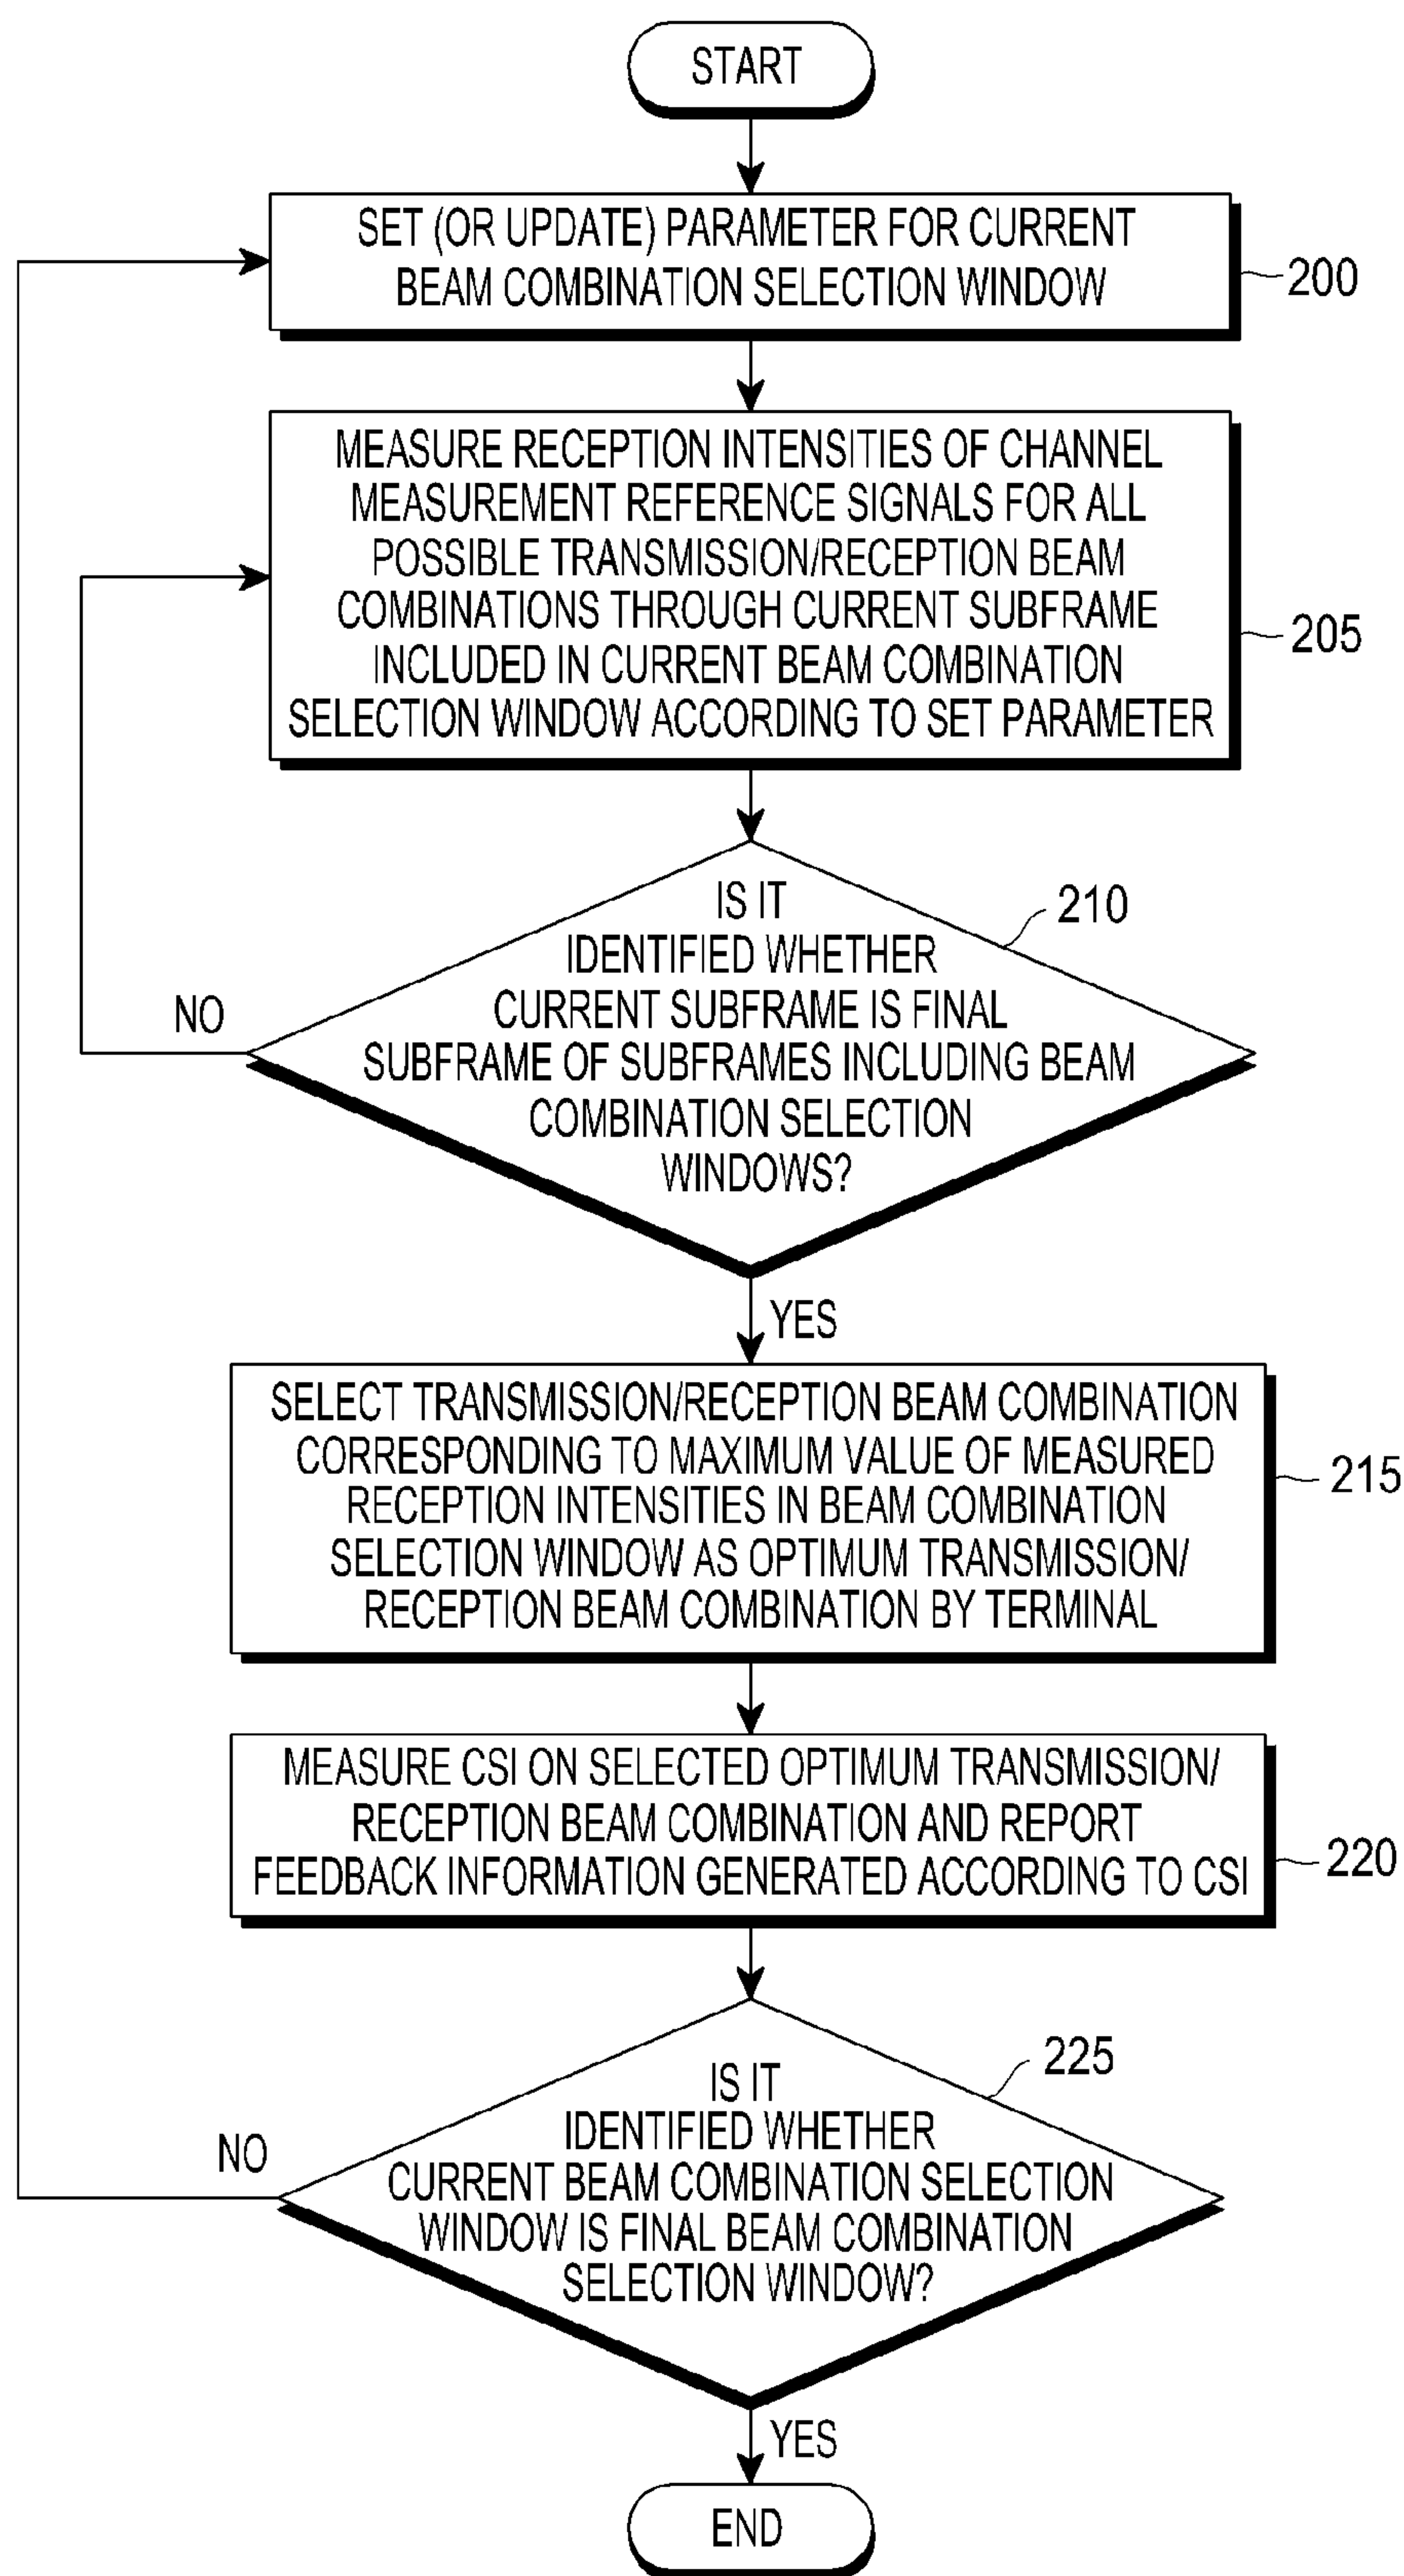 START
SET (OR UPDATE) PARAMETER FOR CURRENT
BEAM COMBINATION SELECTION WINDOW
200
MEASURE RECEPTION INTENSITIES OF CHANNEL
MEASUREMENT REFERENCE SIGNALS FOR ALL
POSSIBLE TRANSMISSION/RECEPTION BEAM
COMBINATIONS THROUGH CURRENT SUBFRAME
INCLUDED IN CURRENT BEAM COMBINATION
SELECTION WINDOW ACCORDING TO SET PARAMETER
205
IS IT
IDENTIFIED WHETHER
CURRENT SUBFRAME IS FINAL
SUBFRAME OF SUBFRAMES INCLUDING BEAM
COMBINATION SELECTION
WINDOWS?
210
NO
YES
SELECT TRANSMISSION/RECEPTION BEAM COMBINATION
CORRESPONDING TO MAXIMUM VALUE OF MEASURED
RECEPTION INTENSITIES IN BEAM COMBINATION
SELECTION WINDOW AS OPTIMUM TRANSMISSION/
RECEPTION BEAM COMBINATION BY TERMINAL
215
MEASURE CSI ON SELECTED OPTIMUM TRANSMISSION/
RECEPTION BEAM COMBINATION AND REPORT
FEEDBACK INFORMATION GENERATED ACCORDING TO CSI
220
IS IT
IDENTIFIED WHETHER
CURRENT BEAM COMBINATION SELECTION
WINDOW IS FINAL BEAM COMBINATION
SELECTION WINDOW?
225
NO
YES
END